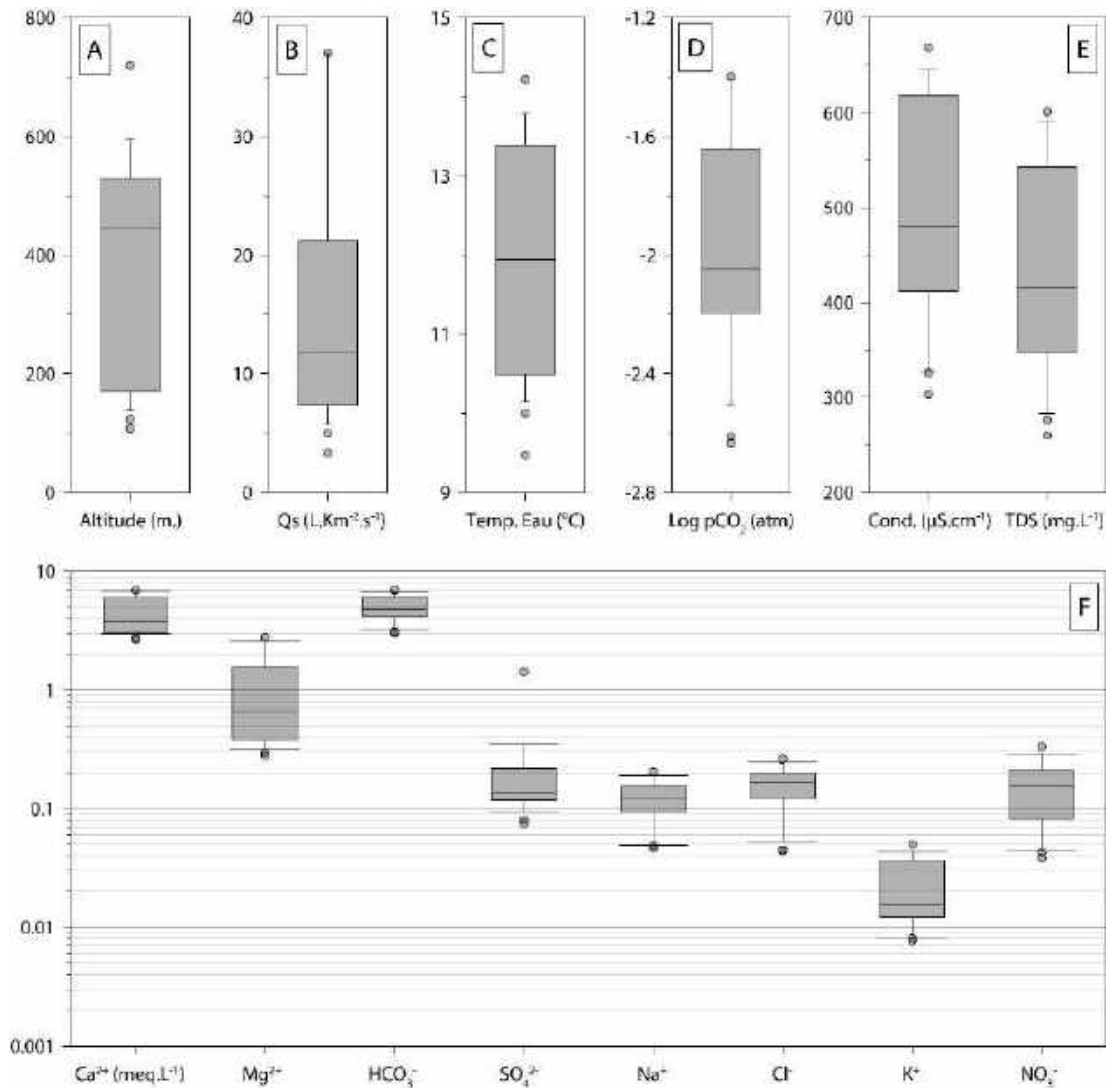 A
B
C
D
E
800
600
400
200
0
40
30
20
10
0
15
13
11
9
-1.2
-1.6
-2
-2.4
-2.8
700
600
500
400
300
200
Altitude (m.)
Qs (L.Km⁻².s⁻¹)
Temp. Eau (°C)
Log pCO₂ (atm)
Cond. (µS.cm⁻¹)
TDS (mg.L⁻¹)
F
10
1
0.1
0.01
0.001
Ca²⁺ (meq.L⁻¹)
Mg²⁺
HCO₃⁻
SO₄²⁻
Na⁺
Cl⁻
K⁺
NO₃⁻